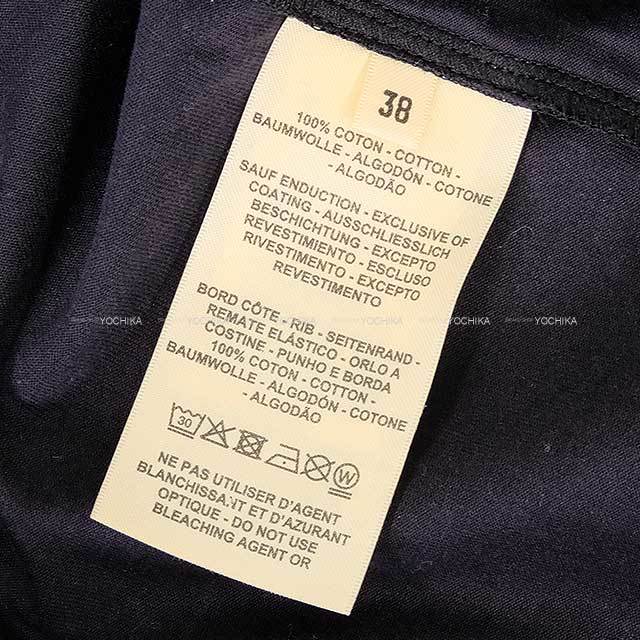 38
100% COTON - COTTON -
BAUMWOLLE - ALGODÓN - COTONE
- ALGODÃO
SAUF ENDUCTION - EXCLUSIVE OF
COATING - AUSSCHLIESSLICH
BESCHICHTUNG - EXCEPTO
REVESTIMIENTO - ESCLUSO
RIVESTIMENTO - EXCEPTO
REVESTIMENTO
BORD CÔTE - RIB - SEITENRAND -
REMATE ELÁSTICO - ORLO A
COSTINE - PUNHO E BORDA
100% COTON - COTTON -
BAUMWOLLE - ALGODÓN - COTONE
- ALGODÃO
30 W
NE PAS UTILISER D'AGENT
BLANCHISSANT ET D'AZURANT
OPTIQUE - DO NOT USE
BLEACHING AGENT OR
YOCHIKA YOCHIKA YOCHIKA YOCHIKA